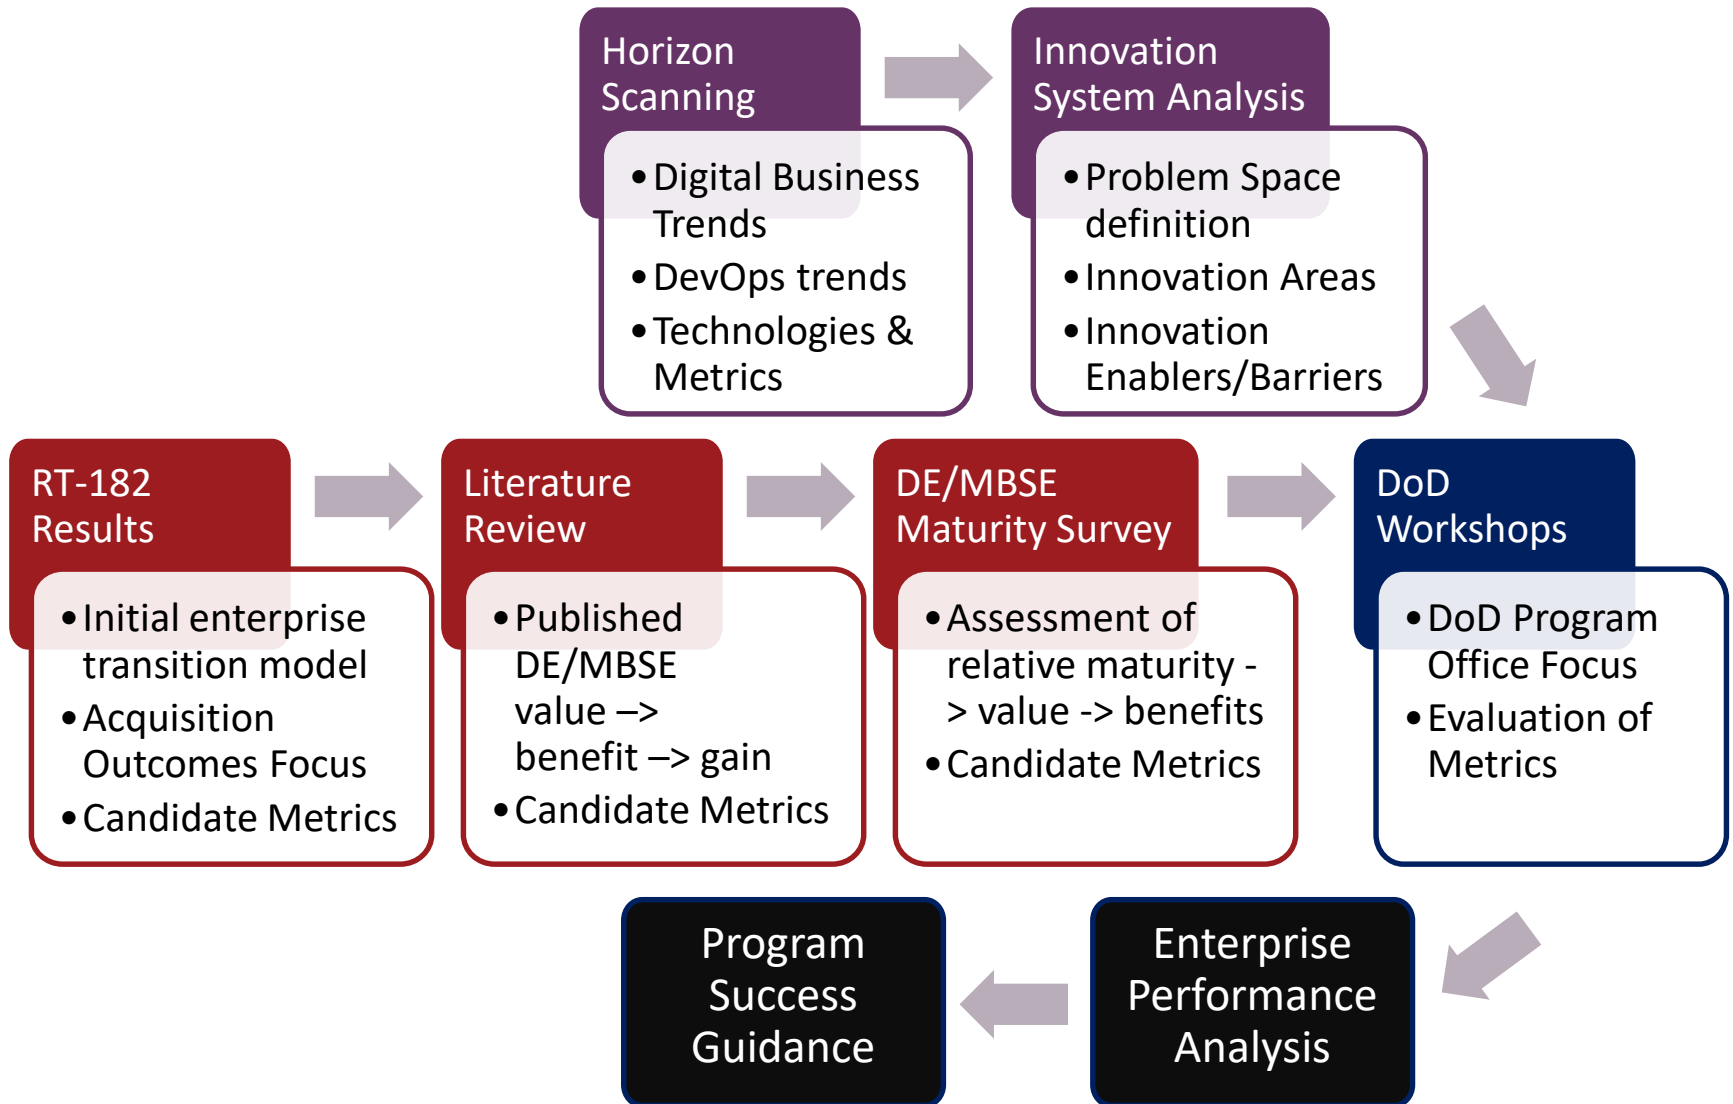 Horizon
Scanning
•Digital Business
Trends
•DevOps trends
•Technologies &
Metrics
Innovation
System Analysis
•Problem Space
definition
•Innovation Areas
•Innovation
Enablers/Barriers
RT-182
Results
•Initial enterprise
transition model
•Acquisition
Outcomes Focus
•Candidate Metrics
Literature
Review
•Published
DE/MBSE
value –>
benefit –> gain
•Candidate Metrics
DE/MBSE
Maturity Survey
•Assessment of
relative maturity -
> value -> benefits
•Candidate Metrics
DoD
Workshops
•DoD Program
Office Focus
•Evaluation of
Metrics
Program
Success
Guidance
Enterprise
Performance
Analysis